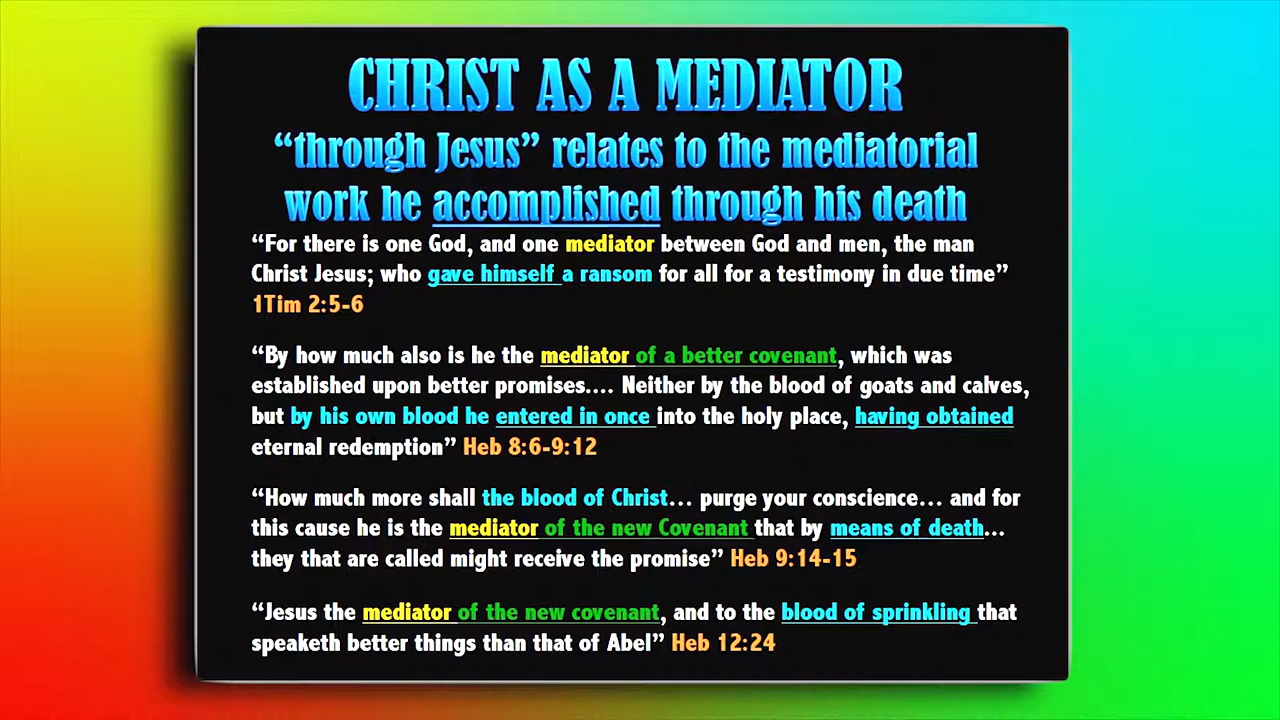 CHRIST AS A MEDIATOR
“through Jesus” relates to the mediatorial
work he accomplished through his death
“For there is one God, and one mediator between God and men, the man
Christ Jesus; who gave himself a ransom for all for a testimony in due time”
1Tim 2:5-6
“By how much also is he the mediator of a better covenant, which was
established upon better promises.... Neither by the blood of goats and calves,
but by his own blood he entered in once into the holy place, having obtained
eternal redemption” Heb 8:6-9:12
“How much more shall the blood of Christ... purge your conscience... and for
this cause he is the mediator of the new Covenant that by means of death...
they that are called might receive the promise” Heb 9:14-15
“Jesus the mediator of the new covenant, and to the blood of sprinkling that
speaketh better things than that of Abel” Heb 12:24